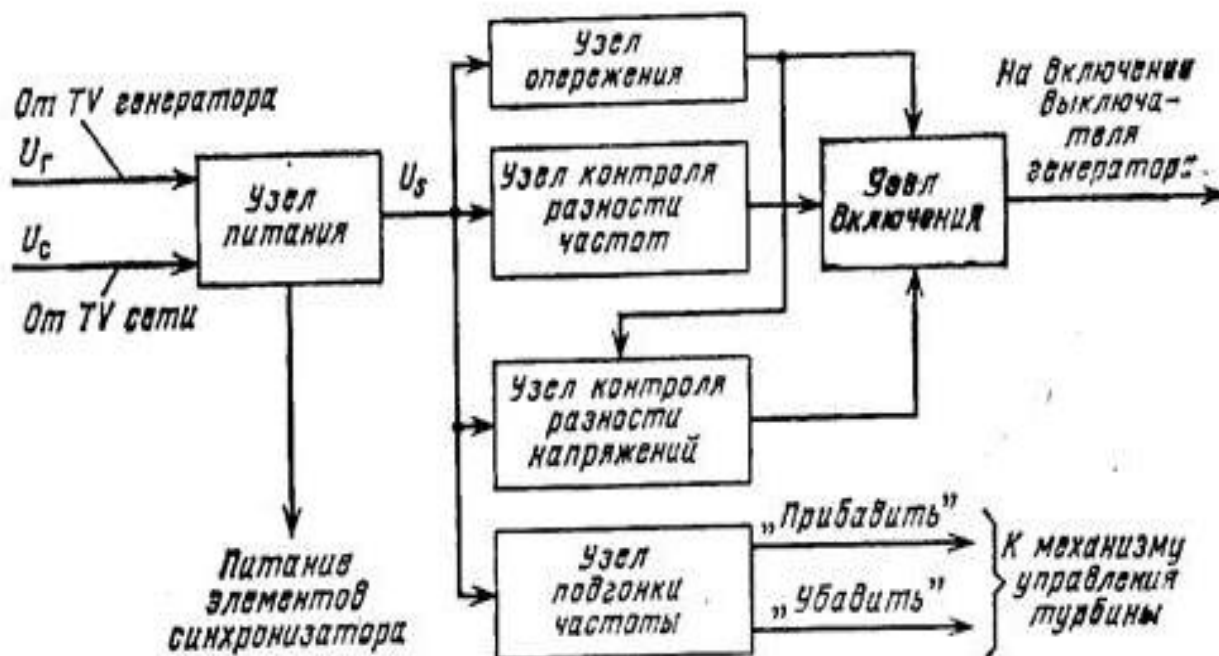 Узел
опережения
От TV генератора
Uг
Uс
От TV сети
Узел
питания
Us
Узел контроля
разности
частот
Узел
включения
На включении
выключа-
теля
генератора
Узел контроля
разности
напряжений
Питание
элементов
синхронизатора
Узел
подгонки
частоты
„Прибавить”
„Убавить”
К механизму
управления
турбины